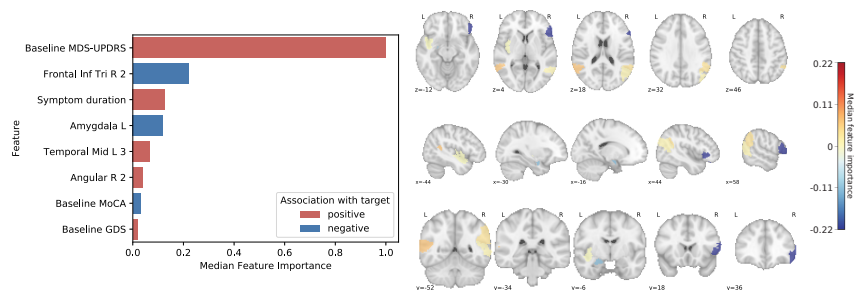 Feature
Baseline MDS-UPDRS
Frontal Inf Tri R 2
Symptom duration
Amygdala L
Temporal Mid L 3
Angular R 2
Baseline MoCA
Baseline GDS
Association with target
positive
negative
0.0 0.2 0.4 0.6 0.8 1.0
Median Feature Importance
L R L R L R L R L R
z=-12 z=4 z=18 z=32 z=46
x=-44 x=-30 x=-16 x=44 x=58
L R L R L R L R L R
y=-52 y=-34 y=-6 y=18 y=36
0.22
0.11
0
-0.11
-0.22
Median feature importance